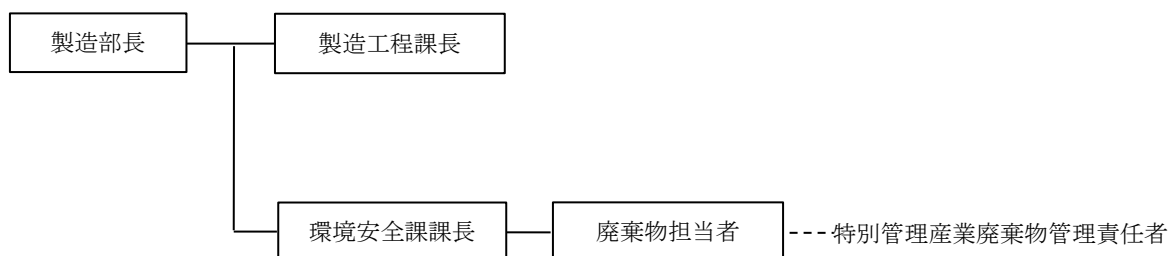 製造部長
製造工程課長
環境安全課課長
廃棄物担当者
特別管理産業廃棄物管理責任者